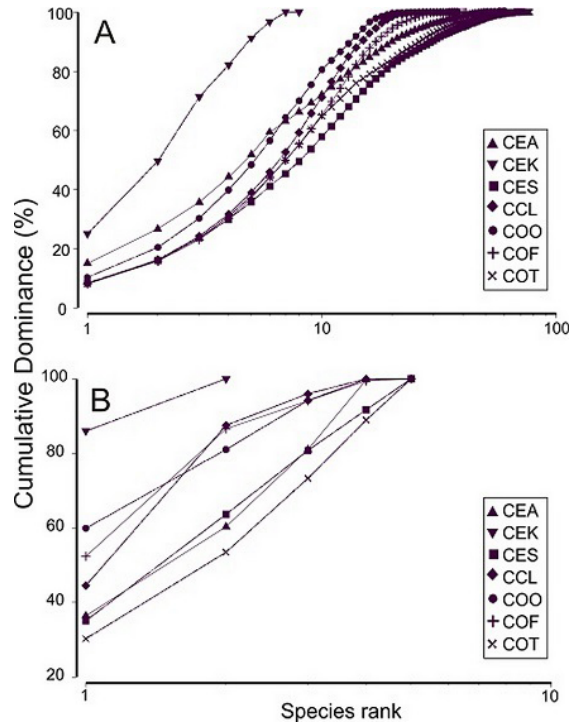 A
100
80
60
40
20
0
CEA
CEK
CES
CCL
COO
COF
COT
1
10
100
Cumulative Dominance (%)
B
100
80
60
40
20
CEA
CEK
CES
CCL
COO
COF
COT
1
10
Species rank